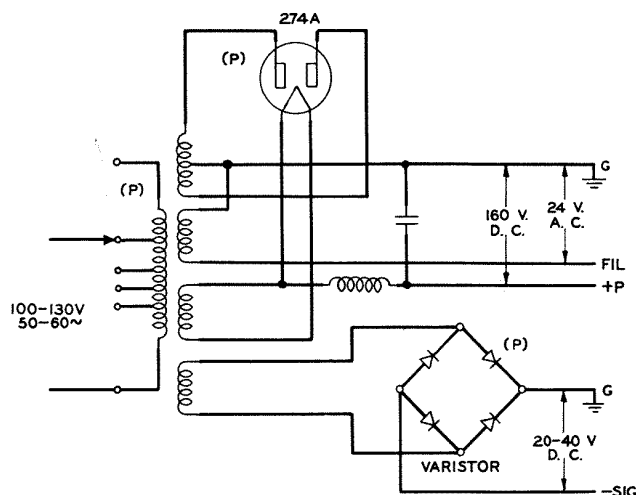 274A
(P)
(P)
G
160 V.
D. C.
24 V.
A. C.
FIL
+P
100-130V
50-60~
(P)
G
20-40 V
D. C.
VARISTOR
-SIG